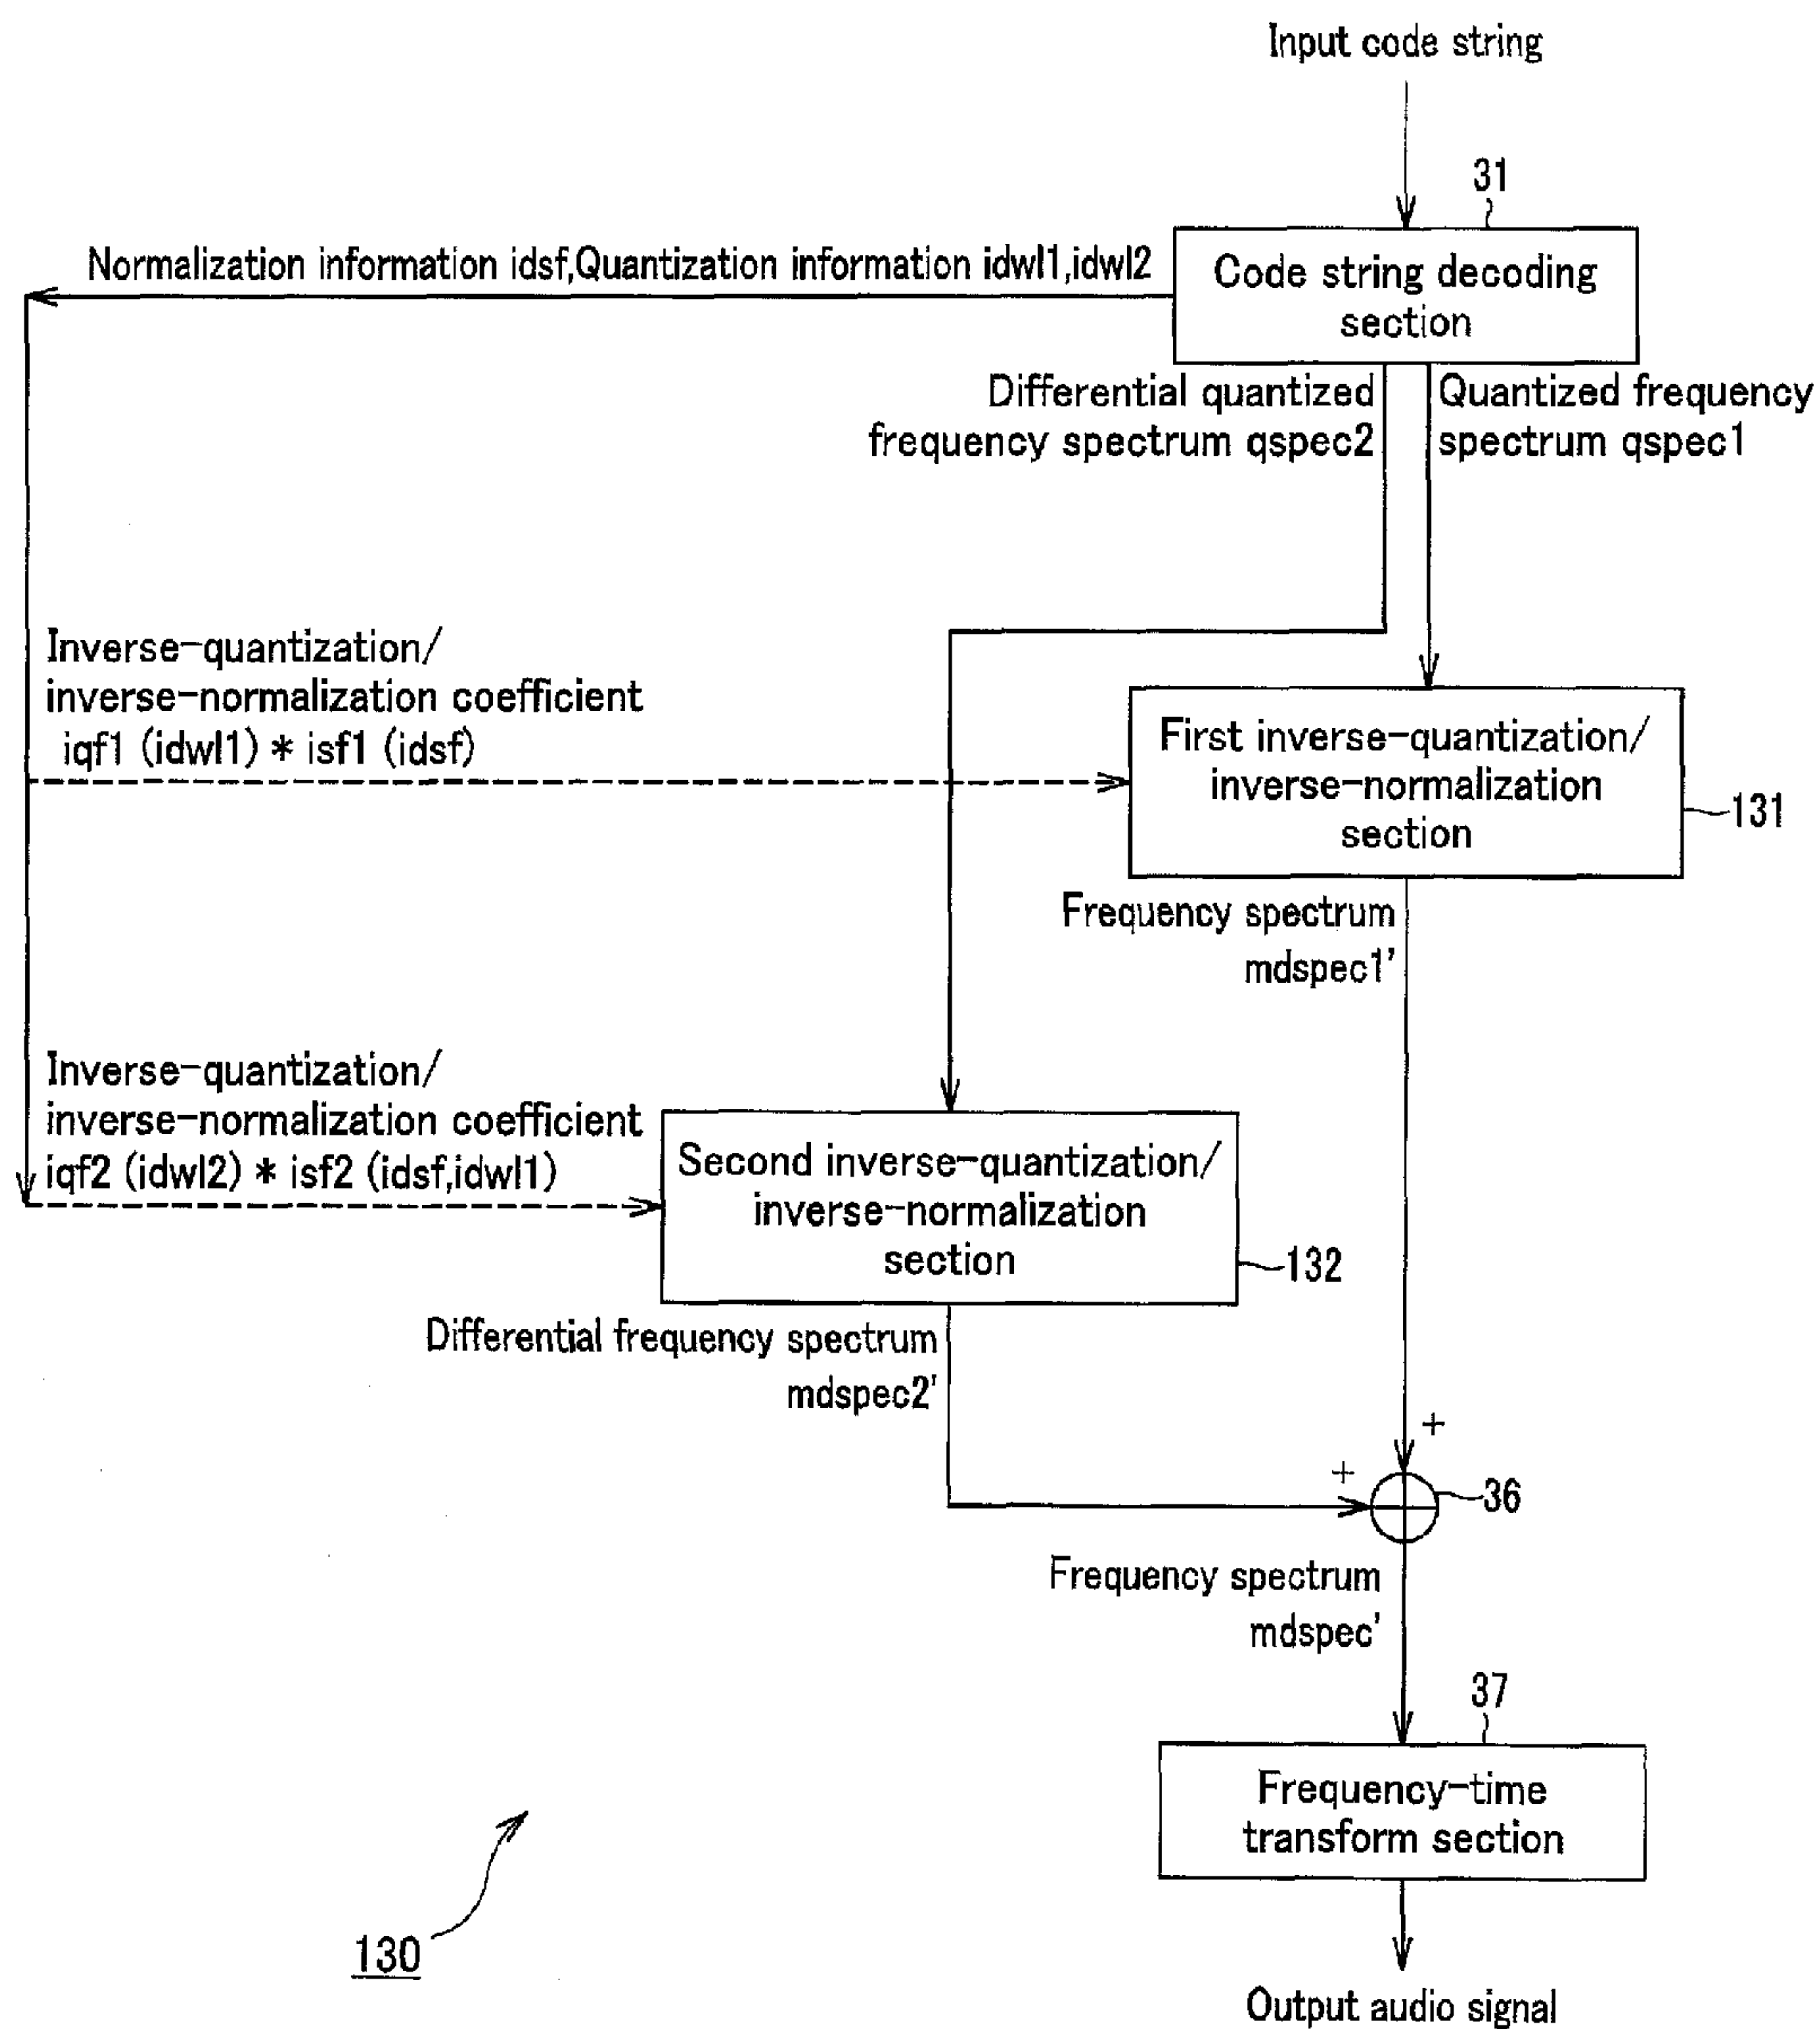 Input code string
31
Normalization information idsf,Quantization information idwl1,idwl2
Code string decoding
section
Differential quantized
frequency spectrum qspec2
Quantized frequency
spectrum qspec1
Inverse-quantization/
inverse-normalization coefficient
iqf1 (idwl1) * isf1 (idsf)
First inverse-quantization/
inverse-normalization
section
131
Frequency spectrum
mdspec1'
Inverse-quantization/
inverse-normalization coefficient
iqf2 (idwl2) * isf2 (idsf,idwl1)
Second inverse-quantization/
inverse-normalization
section
132
Differential frequency spectrum
mdspec2'
+
+
36
Frequency spectrum
mdspec'
37
Frequency-time
transform section
130
Output audio signal